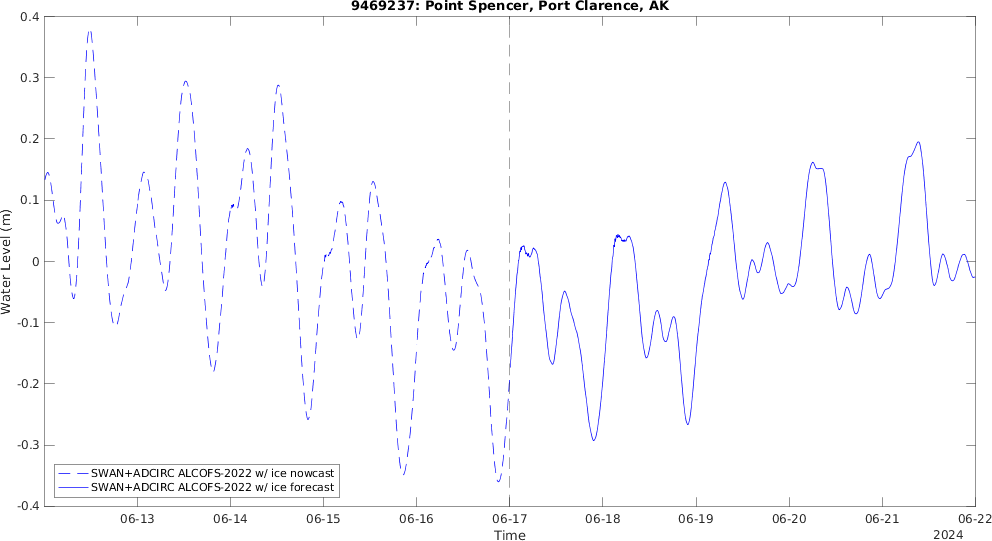 9469237: Point Spencer, Port Clarence, AK
Water Level (m)
0.4
0.3
0.2
0.1
0
-0.1
-0.2
-0.3
-0.4
SWAN+ADCIRC ALCOFS-2022 w/ ice nowcast
SWAN+ADCIRC ALCOFS-2022 w/ ice forecast
06-13 06-14 06-15 06-16 06-17 06-18 06-19 06-20 06-21 06-22
Time
2024